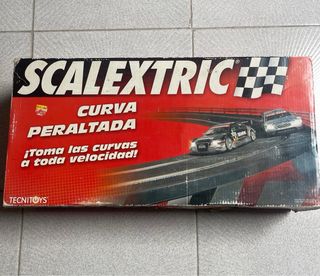 SCALEXTRIC®
CURVA
PERALTADA
¡Toma las curvas
a toda velocidad!
TECNITOYS